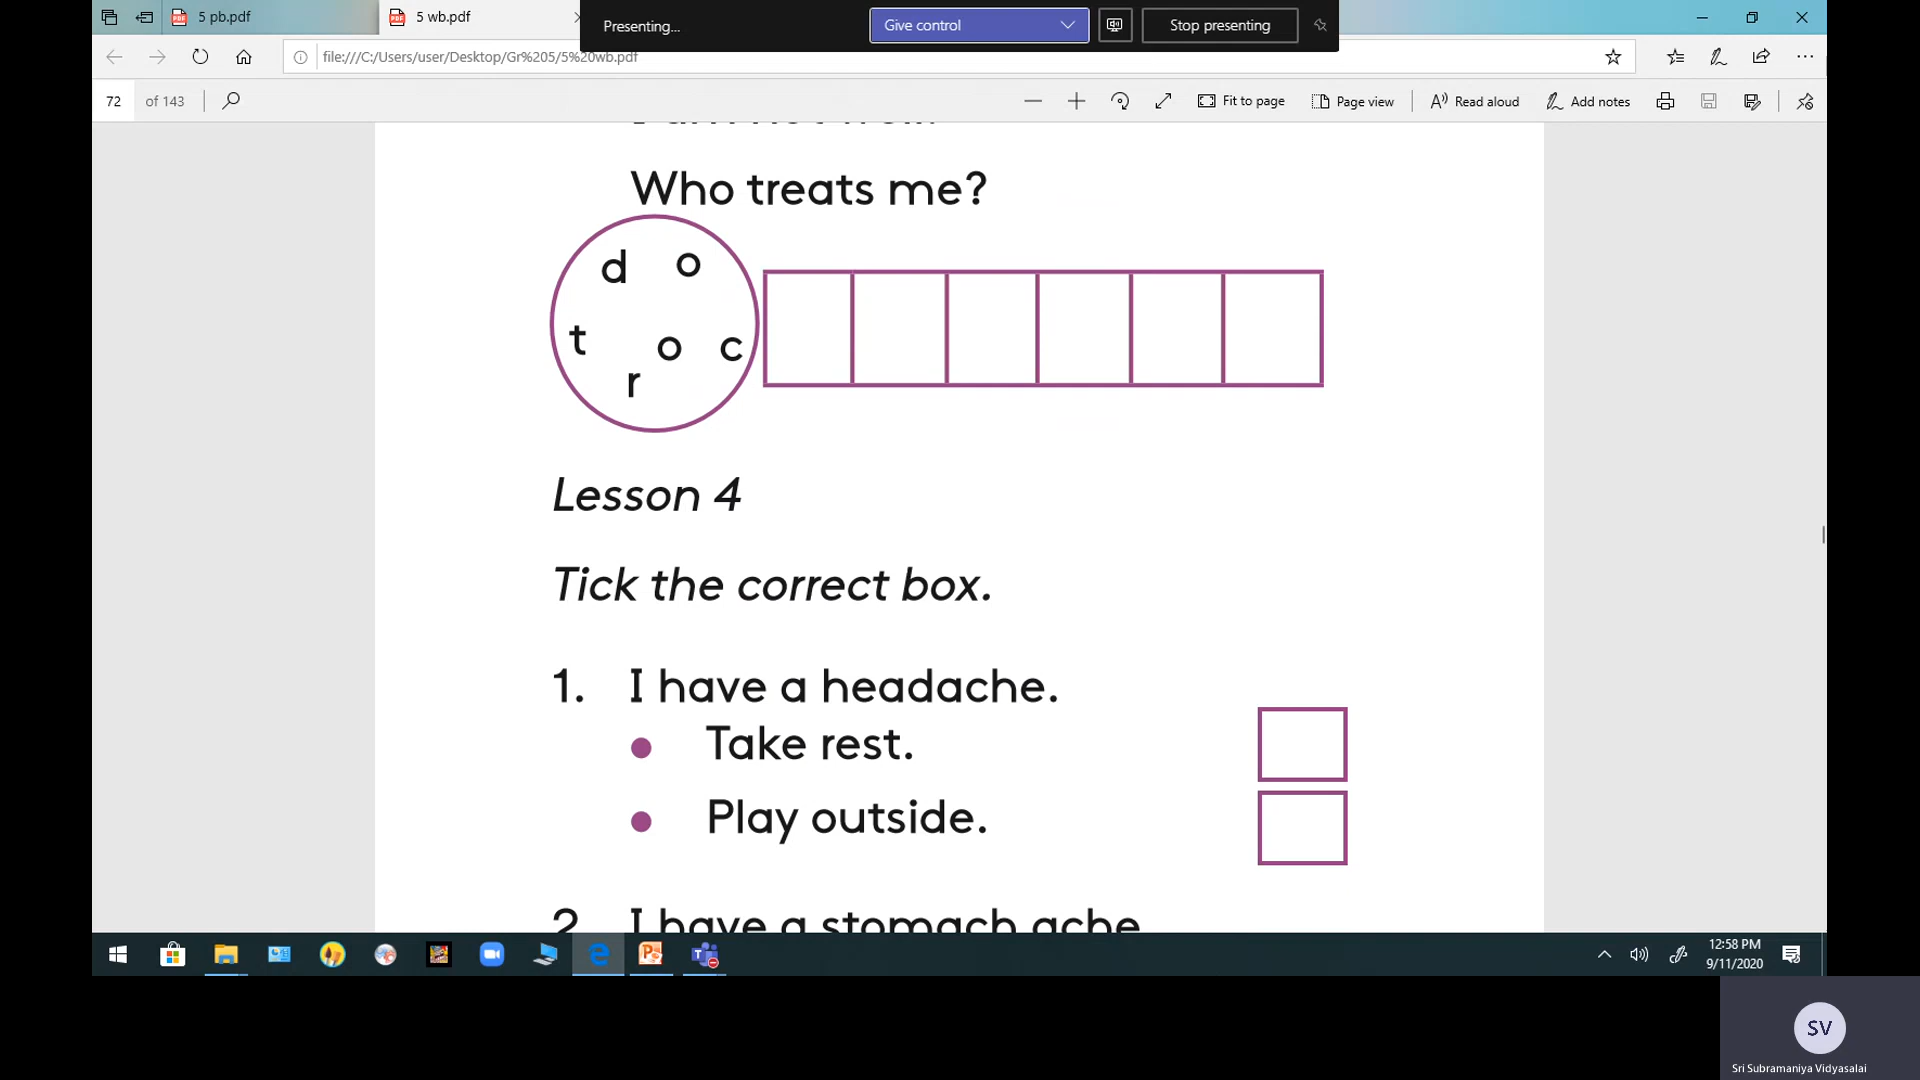 5 pb.pdf
5 wb.pdf
Presenting...
Give control
Stop presenting
file:///C:/Users/user/Desktop/Gr%205/5%20wb.pdf
72 of 143
Fit to page
Page view
Read aloud
Add notes
Who treats me?
d o
t o c
r
Lesson 4
Tick the correct box.
1. I have a headache.
Take rest.
Play outside.
2 I have a stomach ache
12:58 PM
9/11/2020
SV
Sri Subramaniya Vidyasalai